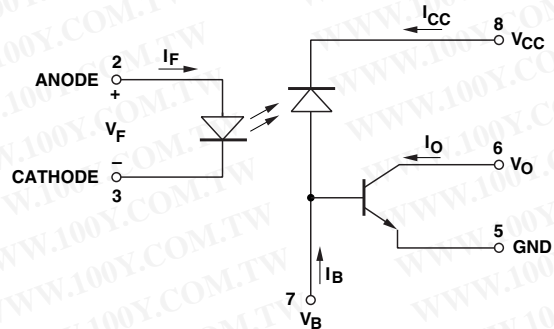 ANODE
2
+
I_F
V_F
–
CATHODE
3
I_CC
8
V_CC
I_O
6
V_O
5
GND
I_B
7
V_B
WWW.100Y.COM.TW